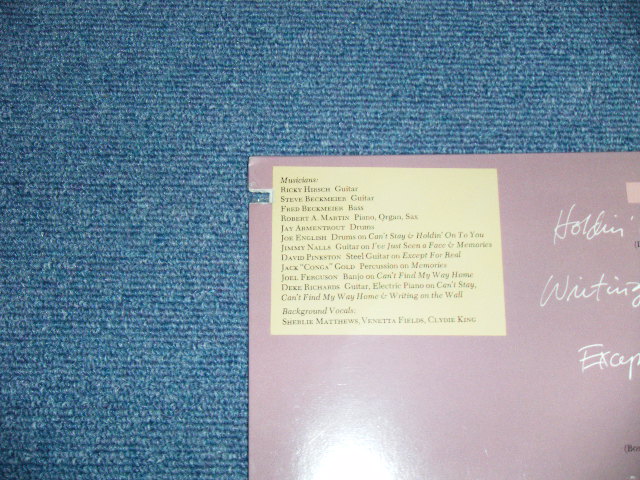 Musicians:
RICKY HIRSCH Guitar
STEVE BECKMEIER Guitar
FRED BECKMEIER Bass
ROBERT A. MARTIN Piano, Organ, Sax
JAY ARMENTROUT Drums
JOE ENGLISH Drums on Can't Stay & Holdin' On To You
JIMMY NALLS Guitar on I've Just Seen a Face & Memories
DAVID PINKSTON Steel Guitar on Except For Real
JACK "CONGA" GOLD Percussion on Memories
JOEL FERGUSON Banjo on Can't Find My Way Home
DEKE RICHARDS Guitar, Electric Piano on Can't Stay,
Can't Find My Way Home & Writing on the Wall
Background Vocals:
SHERLIE MATTHEWS, VENETTA FIELDS, CLYDIE KING
Holdin'
Writing
Excep